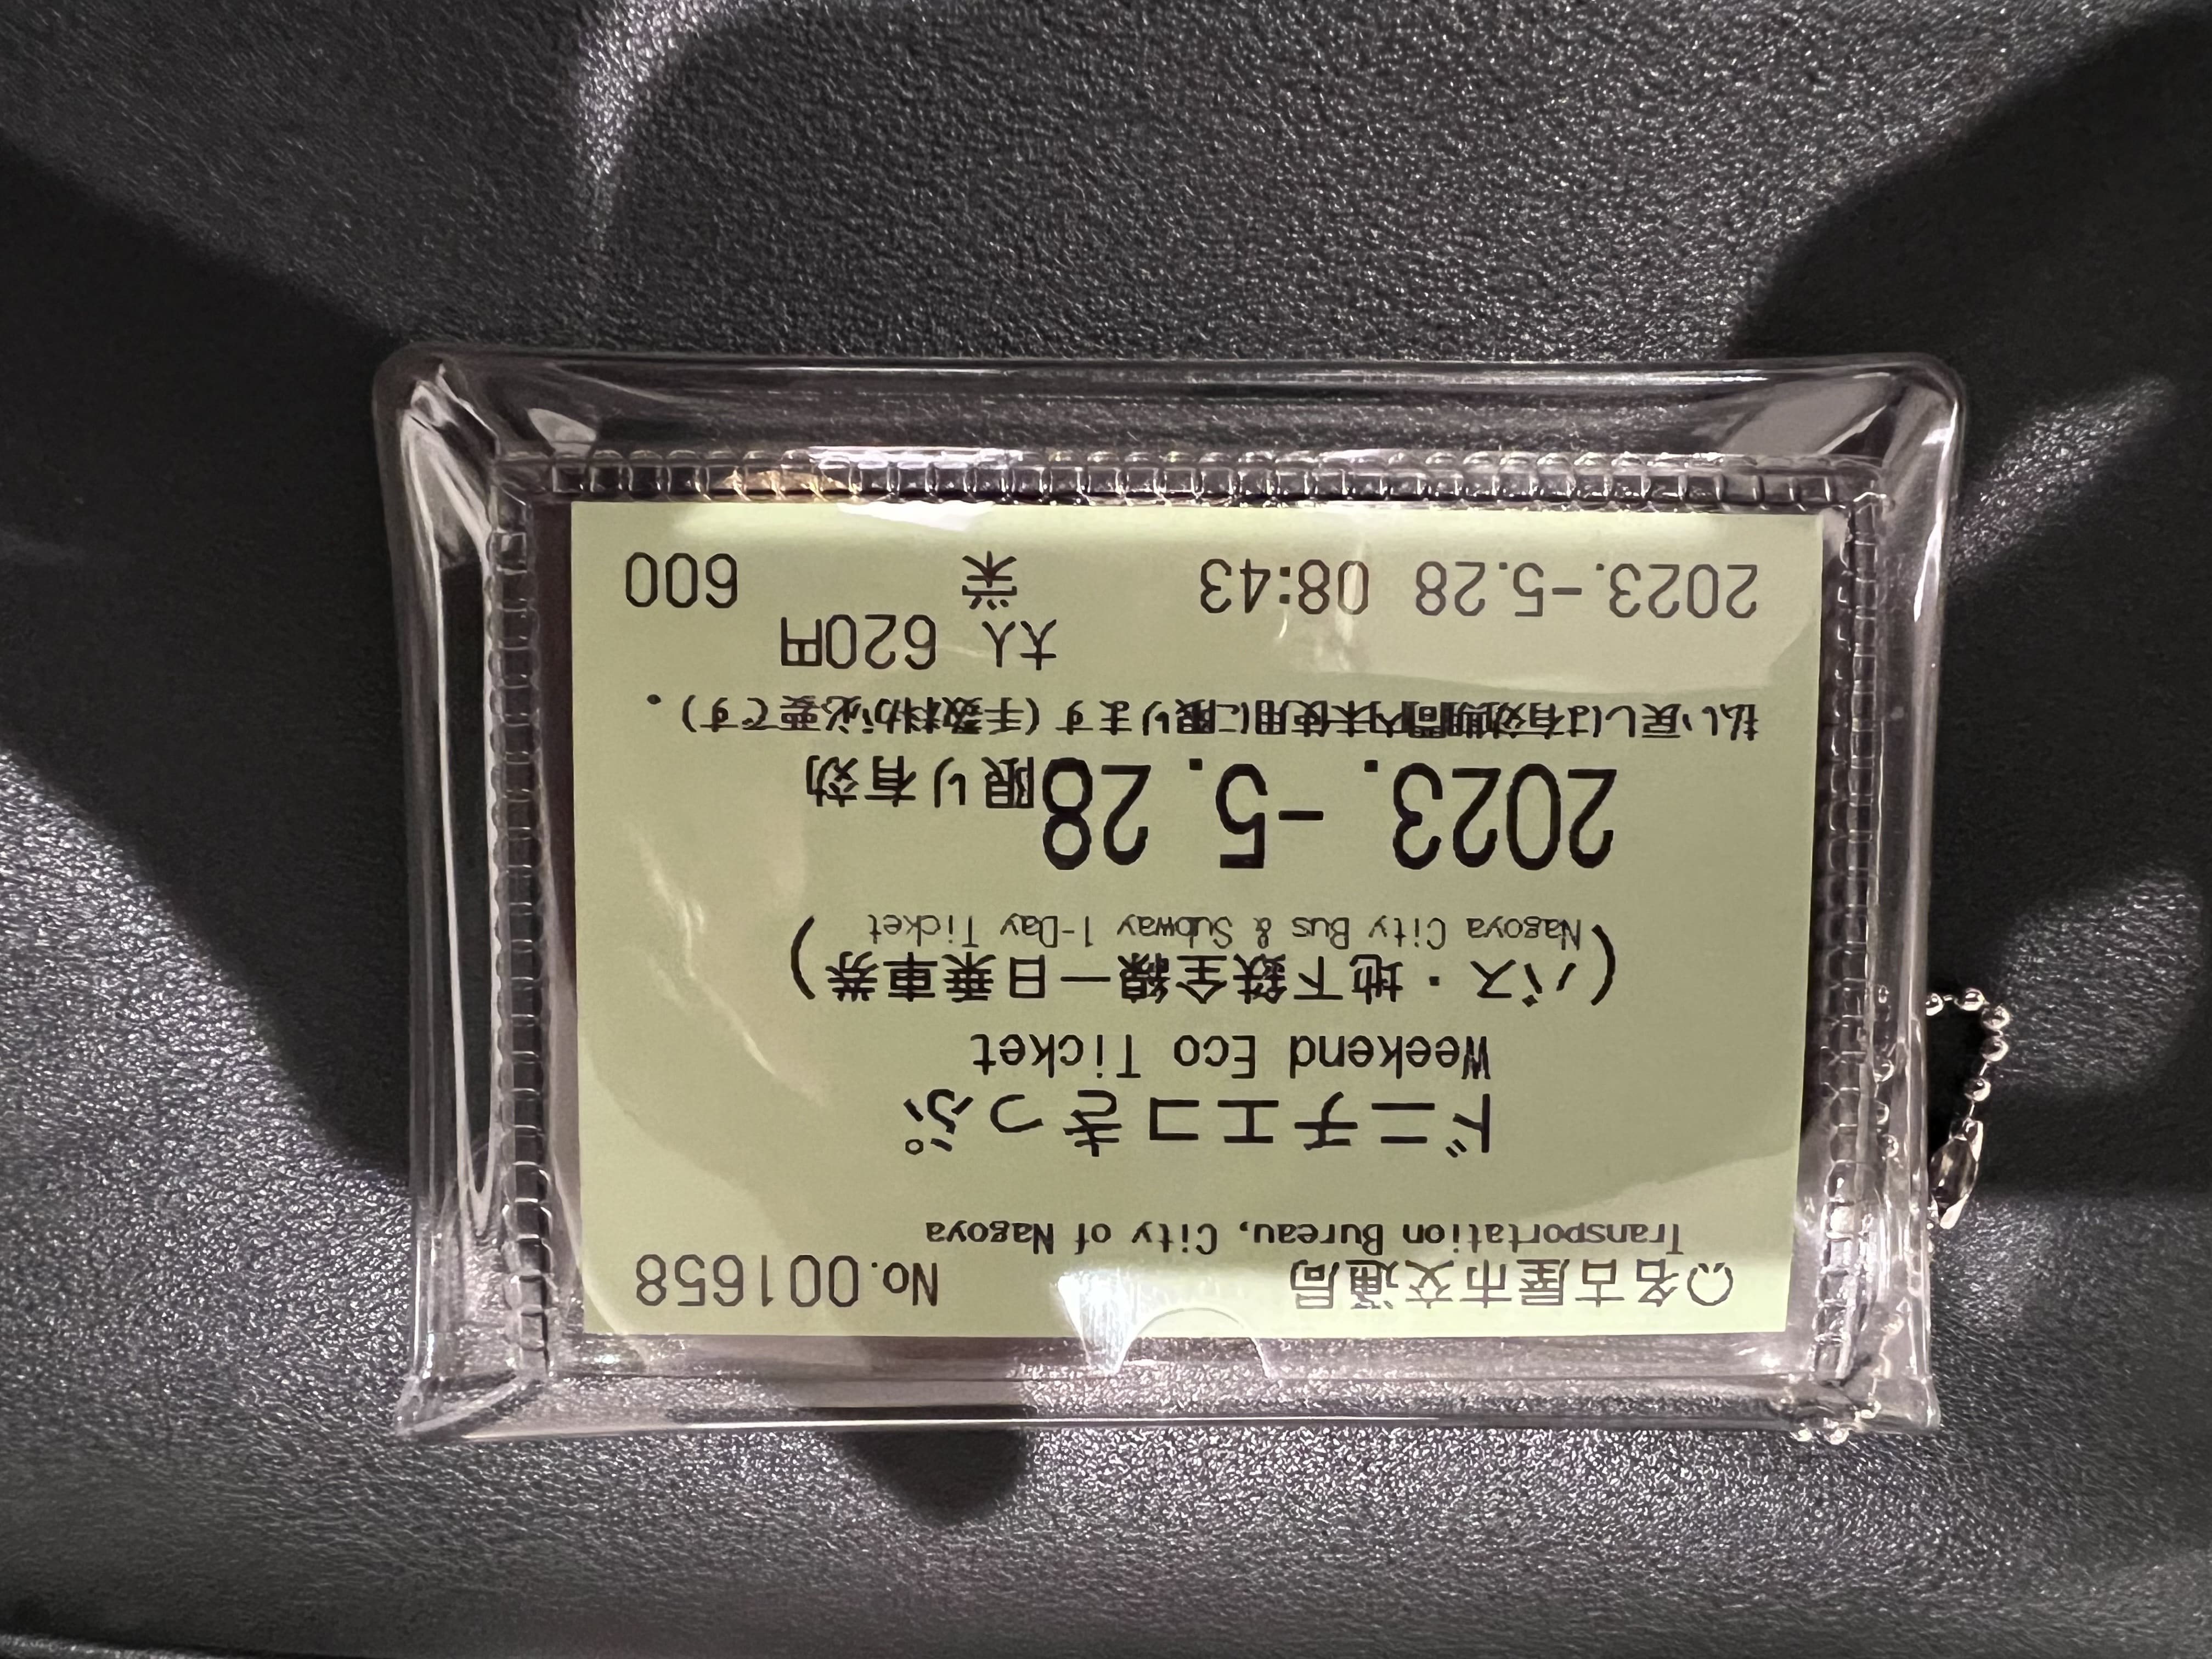 名古屋市交通局 No.001658
Transportation Bureau, City of Nagoya
ドニチエコきっぷ
Weekend Eco Ticket
(バス・地下鉄全線一日乗車券)
Nagoya City Bus & Subway 1-Day Ticket
2023.-5.28限り有効
払い戻しは有効期間内未使用に限ります(手数料が必要です)。
大人 620円
2023.-5.28 08:43 栄 600